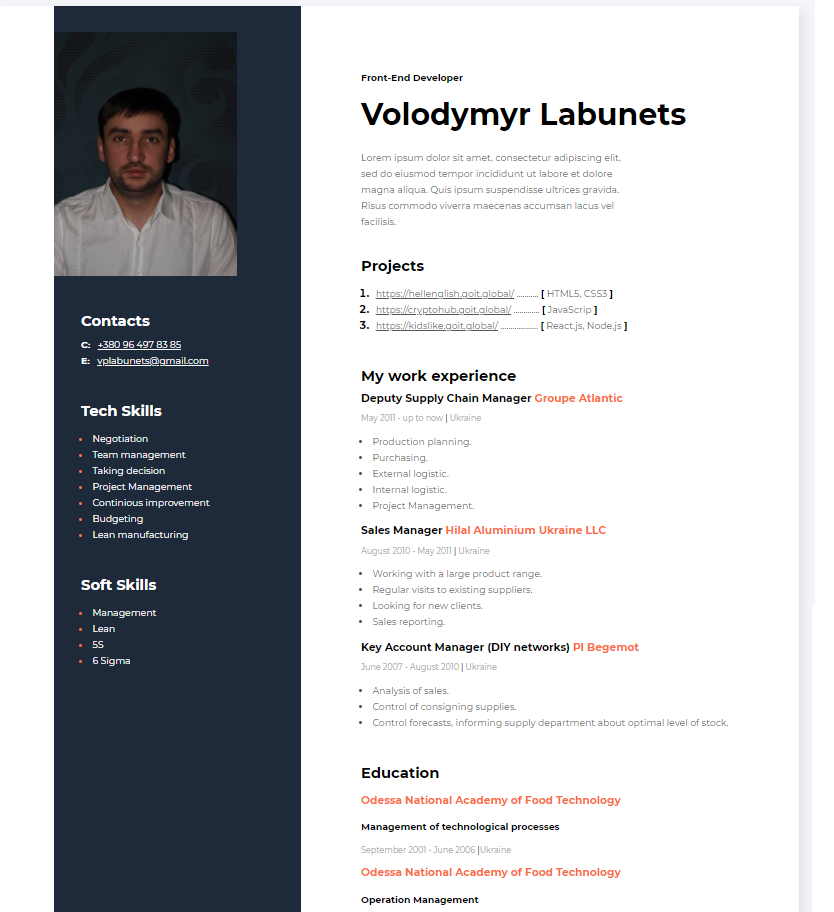 Contacts
C: +380 96 497 83 85
E: vplabunets@gmail.com
Tech Skills
Negotiation
Team management
Taking decision
Project Management
Continious improvement
Budgeting
Lean manufacturing
Soft Skills
Management
Lean
5S
6 Sigma
Front-End Developer
Volodymyr Labunets
Lorem ipsum dolor sit amet, consectetur adipiscing elit,
sed do eiusmod tempor incididunt ut labore et dolore
magna aliqua. Quis ipsum suspendisse ultrices gravida.
Risus commodo viverra maecenas accumsan lacus vel
facilisis.
Projects
1. https://hellenglish.goit.global/ .......... [ HTML5, CSS3 ]
2. https://cryptohub.goit.global/ ............ [ JavaScrip ]
3. https://kidslike.goit.global/ .................. [ React.js, Node.js ]
My work experience
Deputy Supply Chain Manager Groupe Atlantic
May 2011 - up to now | Ukraine
Production planning.
Purchasing.
External logistic.
Internal logistic.
Project Management.
Sales Manager Hilal Aluminium Ukraine LLC
August 2010 - May 2011 | Ukraine
Working with a large product range.
Regular visits to existing suppliers.
Looking for new clients.
Sales reporting.
Key Account Manager (DIY networks) PI Begemot
June 2007 - August 2010 | Ukraine
Analysis of sales.
Control of consigning supplies.
Control forecasts, informing supply department about optimal level of stock.
Education
Odessa National Academy of Food Technology
Management of technological processes
September 2001 - June 2006 |Ukraine
Odessa National Academy of Food Technology
Operation Management